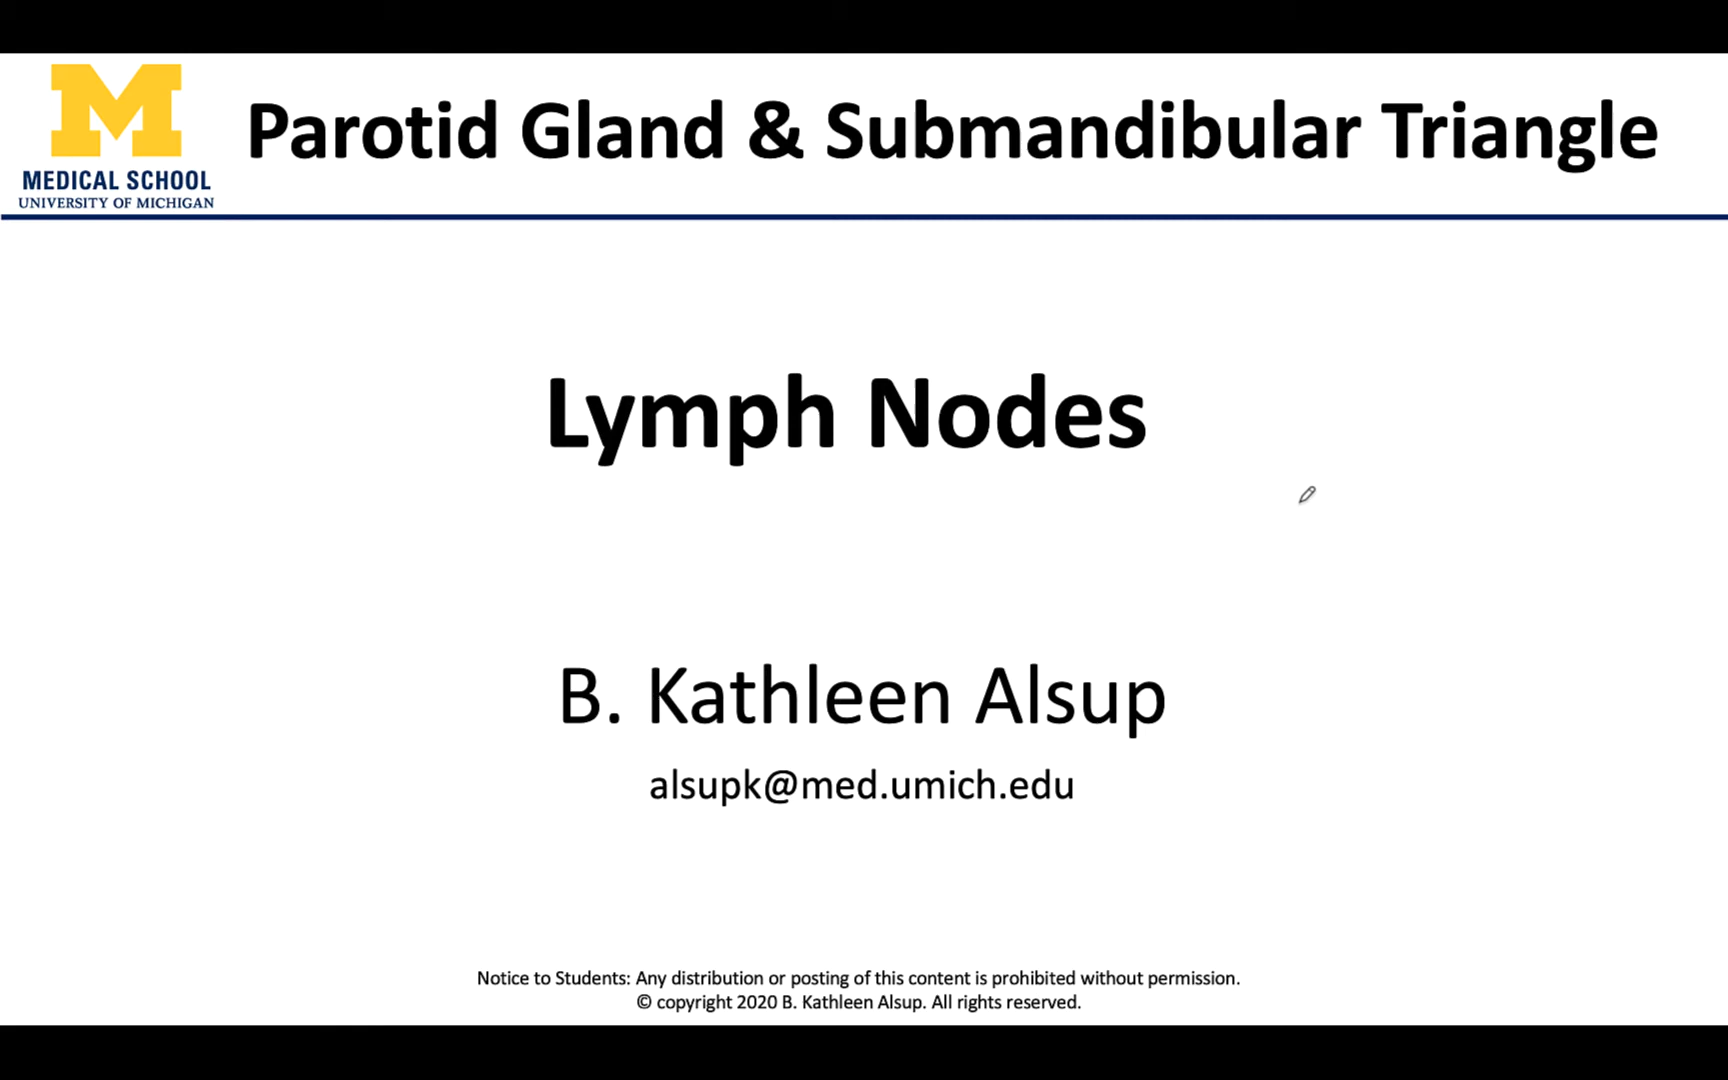 M
MEDICAL SCHOOL
UNIVERSITY OF MICHIGAN
Parotid Gland & Submandibular Triangle
Lymph Nodes
B. Kathleen Alsup
alsupk@med.umich.edu
Notice to Students: Any distribution or posting of this content is prohibited without permission.
© copyright 2020 B. Kathleen Alsup. All rights reserved.